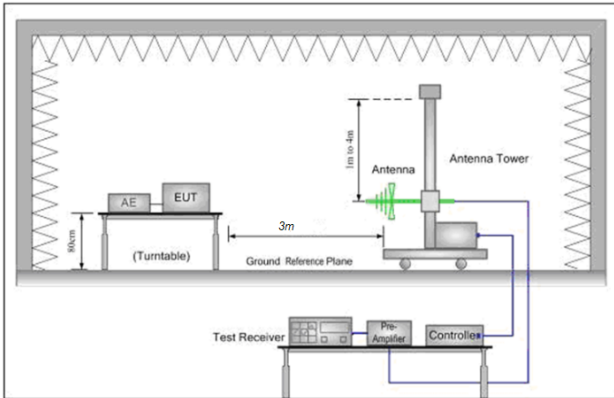 1m to 4m
Antenna
Antenna Tower
AE
EUT
80cm
(Turntable)
3m
Ground Reference Plane
Test Receiver
Pre-
Amplifier
Controller